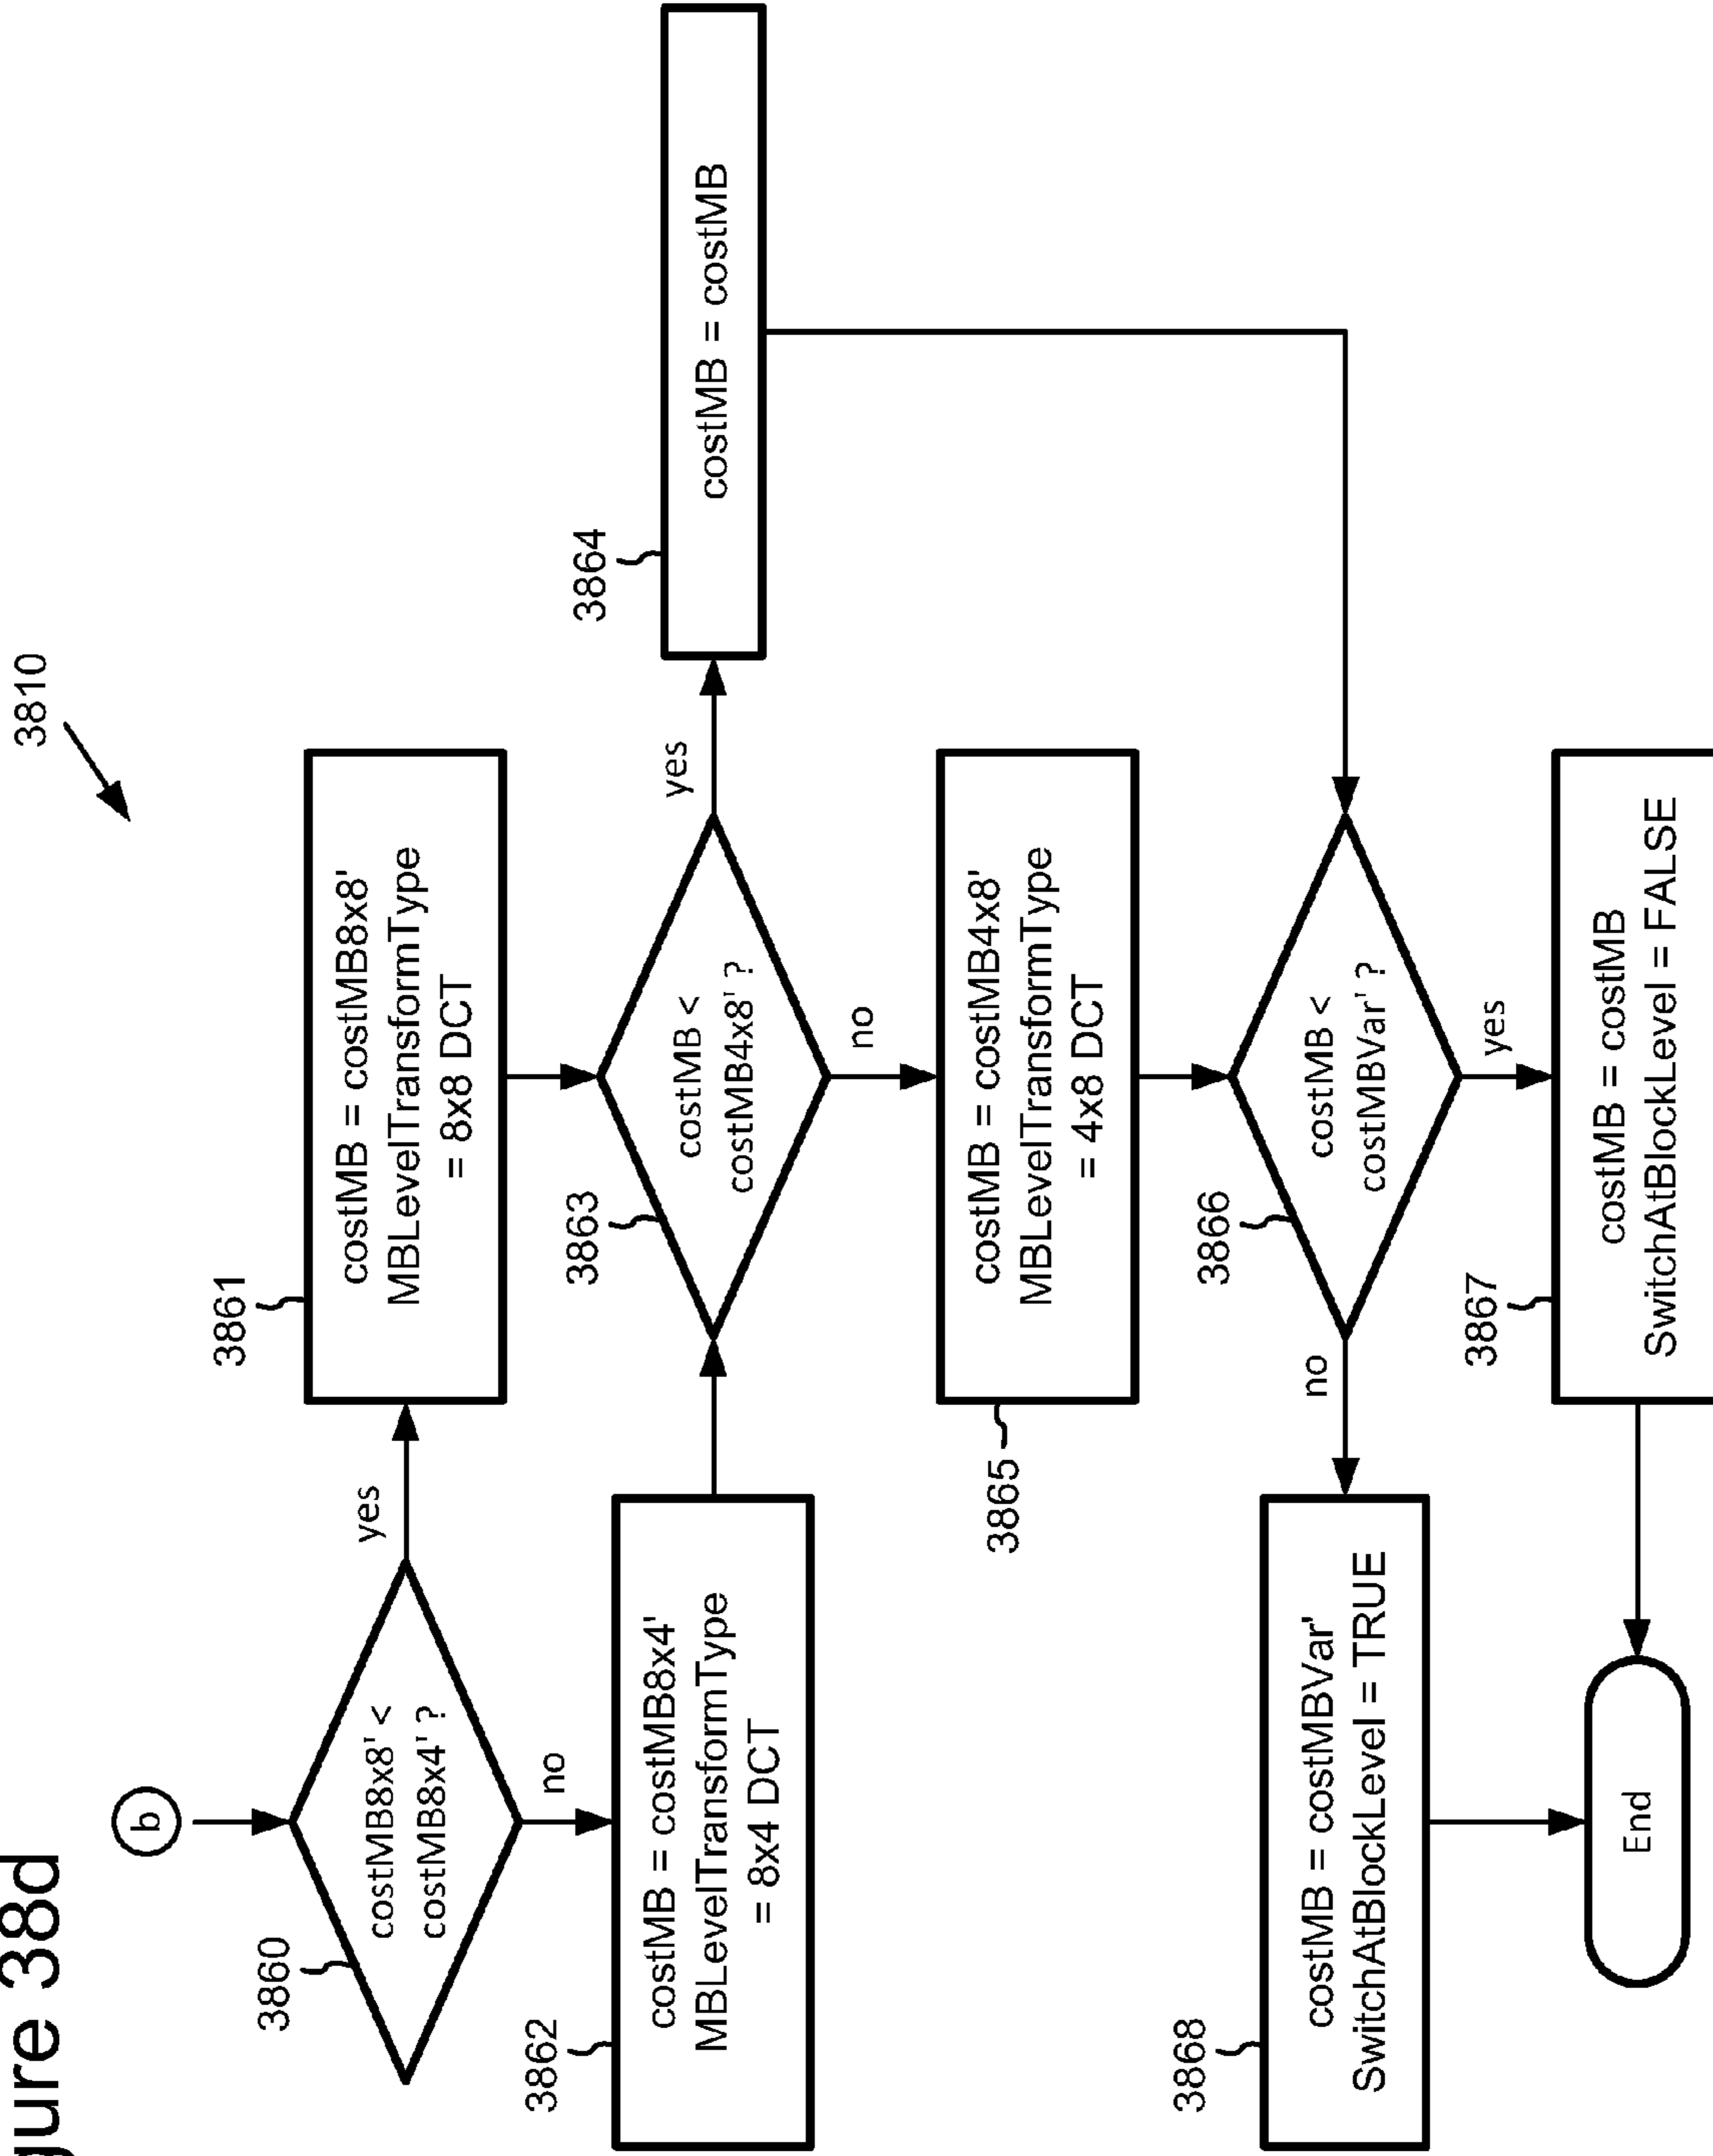 gure 38d
3810
b
3860
costMB8x8' <
costMB8x4' ?
yes
no
3861
costMB = costMB8x8'
MBLevelTransformType
= 8x8 DCT
3862
costMB = costMB8x4'
MBLevelTransformType
= 8x4 DCT
3863
costMB <
costMB4x8' ?
yes
no
3864
costMB = costMB
3865
costMB = costMB4x8'
MBLevelTransformType
= 4x8 DCT
3866
costMB <
costMBVar' ?
no
yes
3868
costMB = costMBVar'
SwitchAtBlockLevel = TRUE
3867
costMB = costMB
SwitchAtBlockLevel = FALSE
End